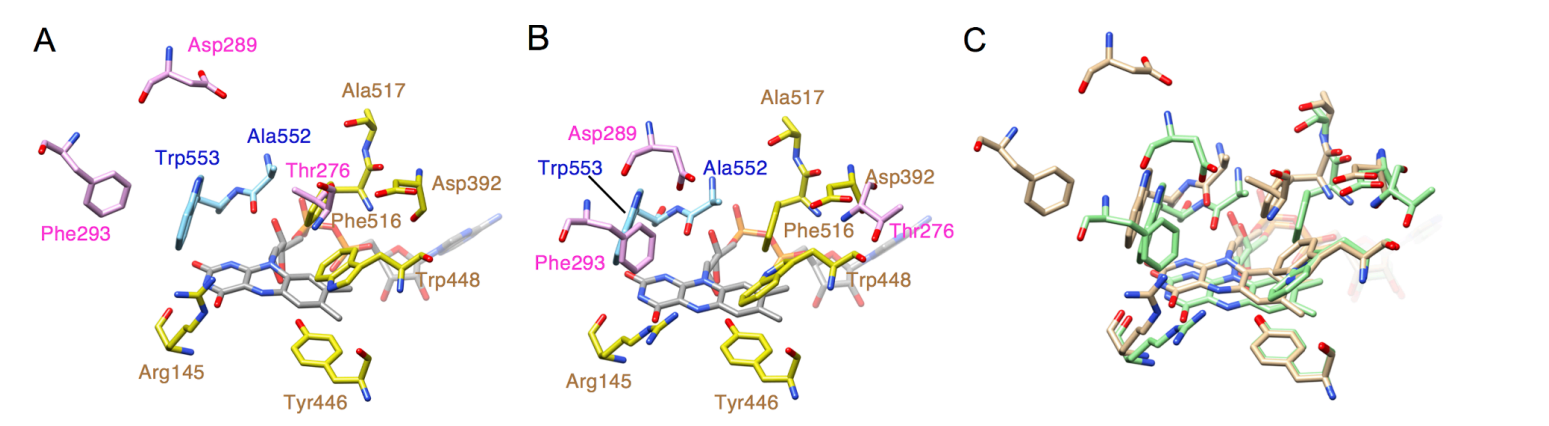 A
Asp289
Ala517
Trp553
Ala552
Thr276
Asp392
Phe516
Phe293
Trp448
Arg145
Tyr446
B
Ala517
Asp289
Trp553
Ala552
Asp392
Phe516
Thr276
Phe293
Trp448
Arg145
Tyr446
C